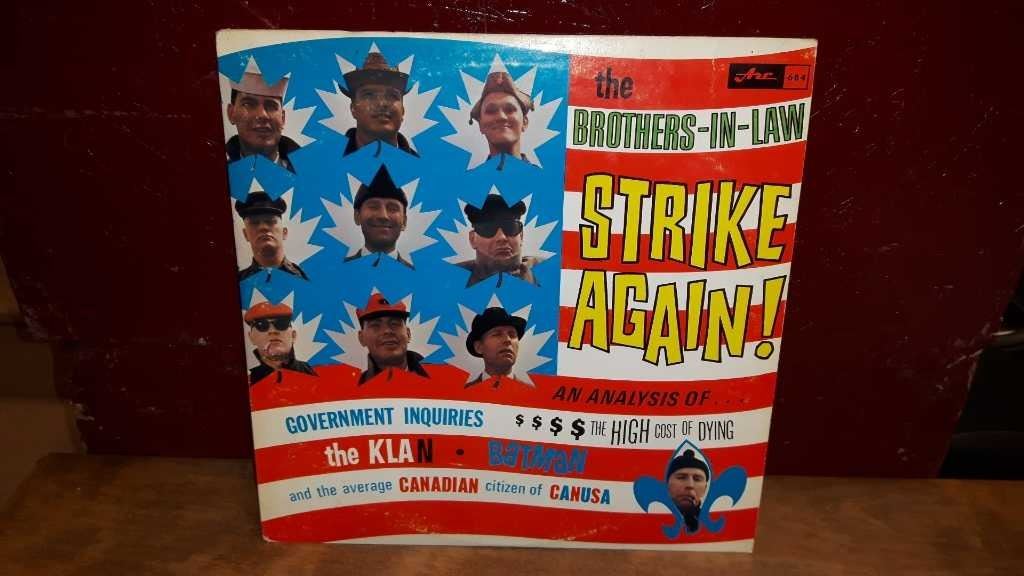 the
Arc 684
BROTHERS-IN-LAW
STRIKE
AGAIN!
AN ANALYSIS OF....
GOVERNMENT INQUIRIES $ $ $ $ THE HIGH COST OF DYING
the KLAN • BATMAN
and the average CANADIAN citizen of CANUSA